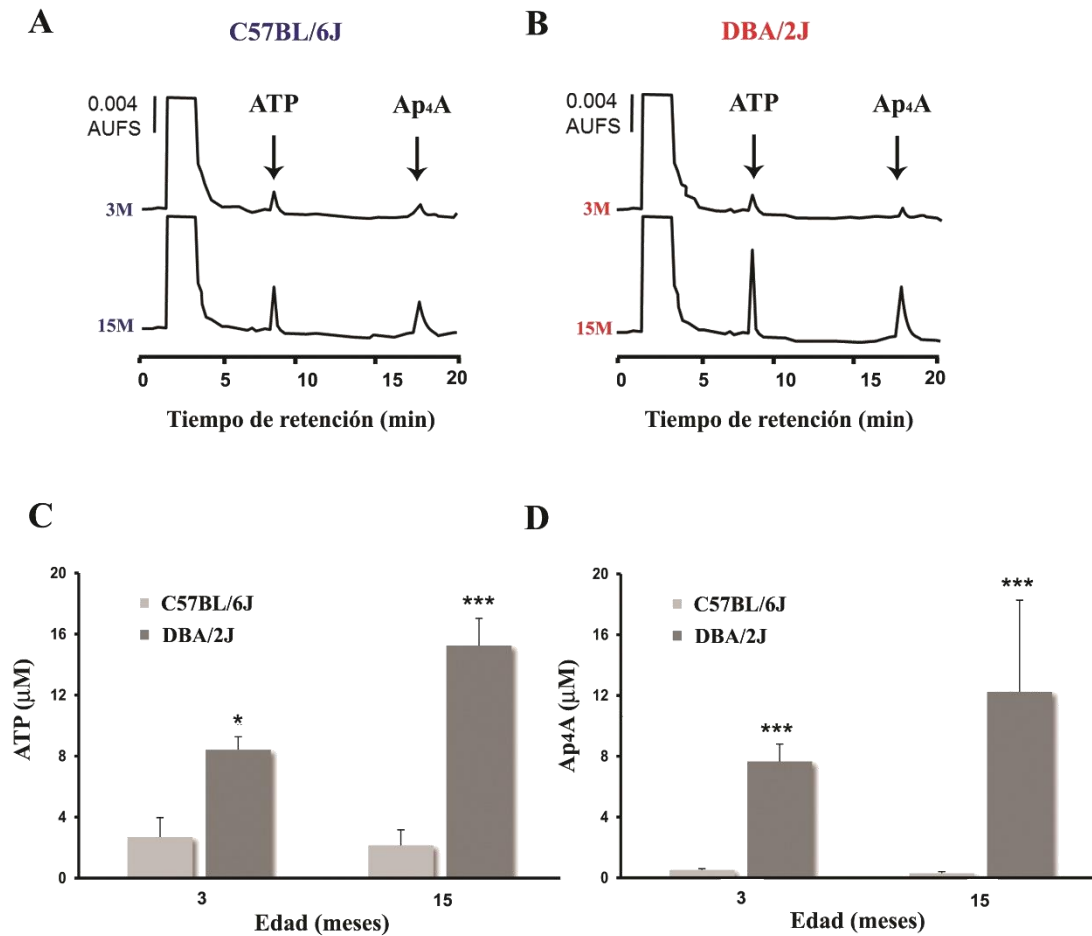 A
C57BL/6J
0.004
AUFS
ATP
Ap₄A
3M
15M
0 5 10 15 20
Tiempo de retención (min)
B
DBA/2J
0.004
AUFS
ATP
Ap₄A
3M
15M
0 5 10 15 20
Tiempo de retención (min)
C
ATP (µM)
20
16
12
8
4
0
C57BL/6J
DBA/2J
*
***
3 15
Edad (meses)
D
Ap4A (µM)
20
16
12
8
4
0
C57BL/6J
DBA/2J
***
***
3 15
Edad (meses)